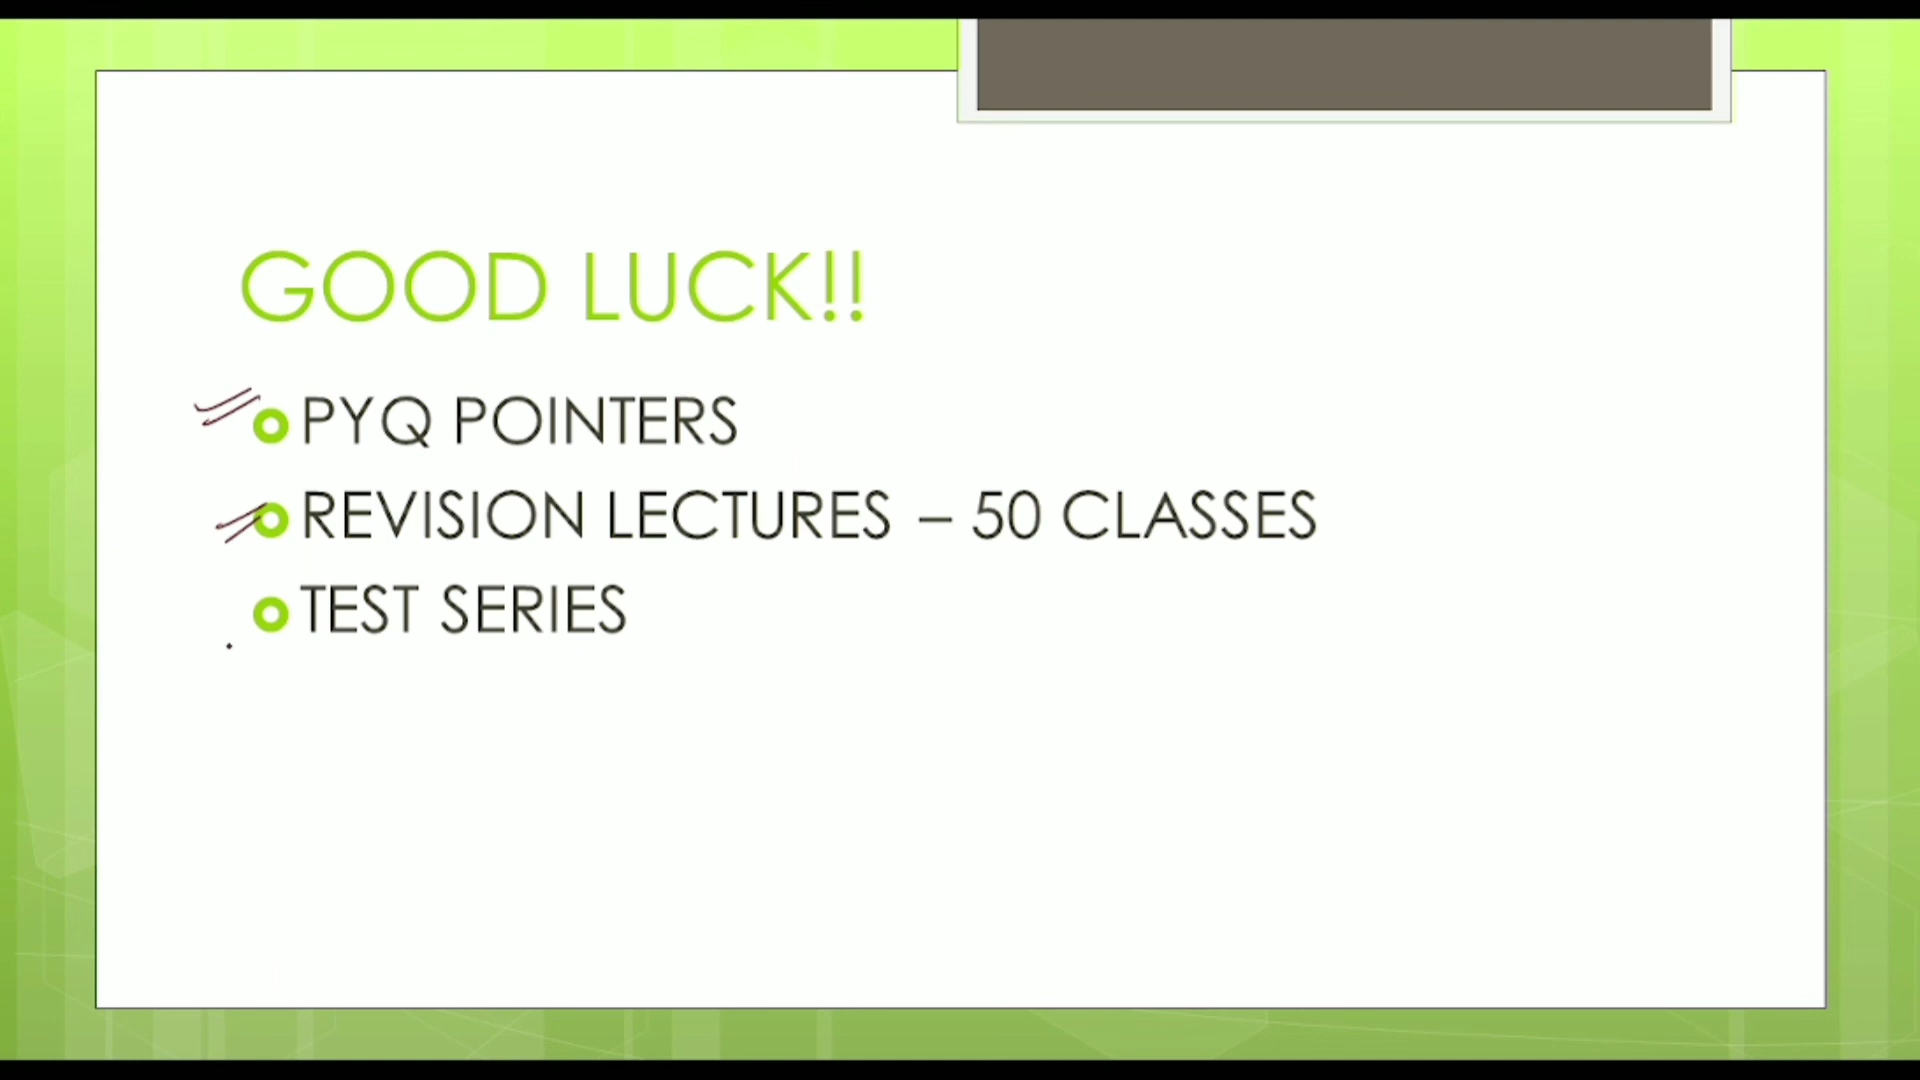 GOOD LUCK!!
PYQ POINTERS
REVISION LECTURES – 50 CLASSES
TEST SERIES